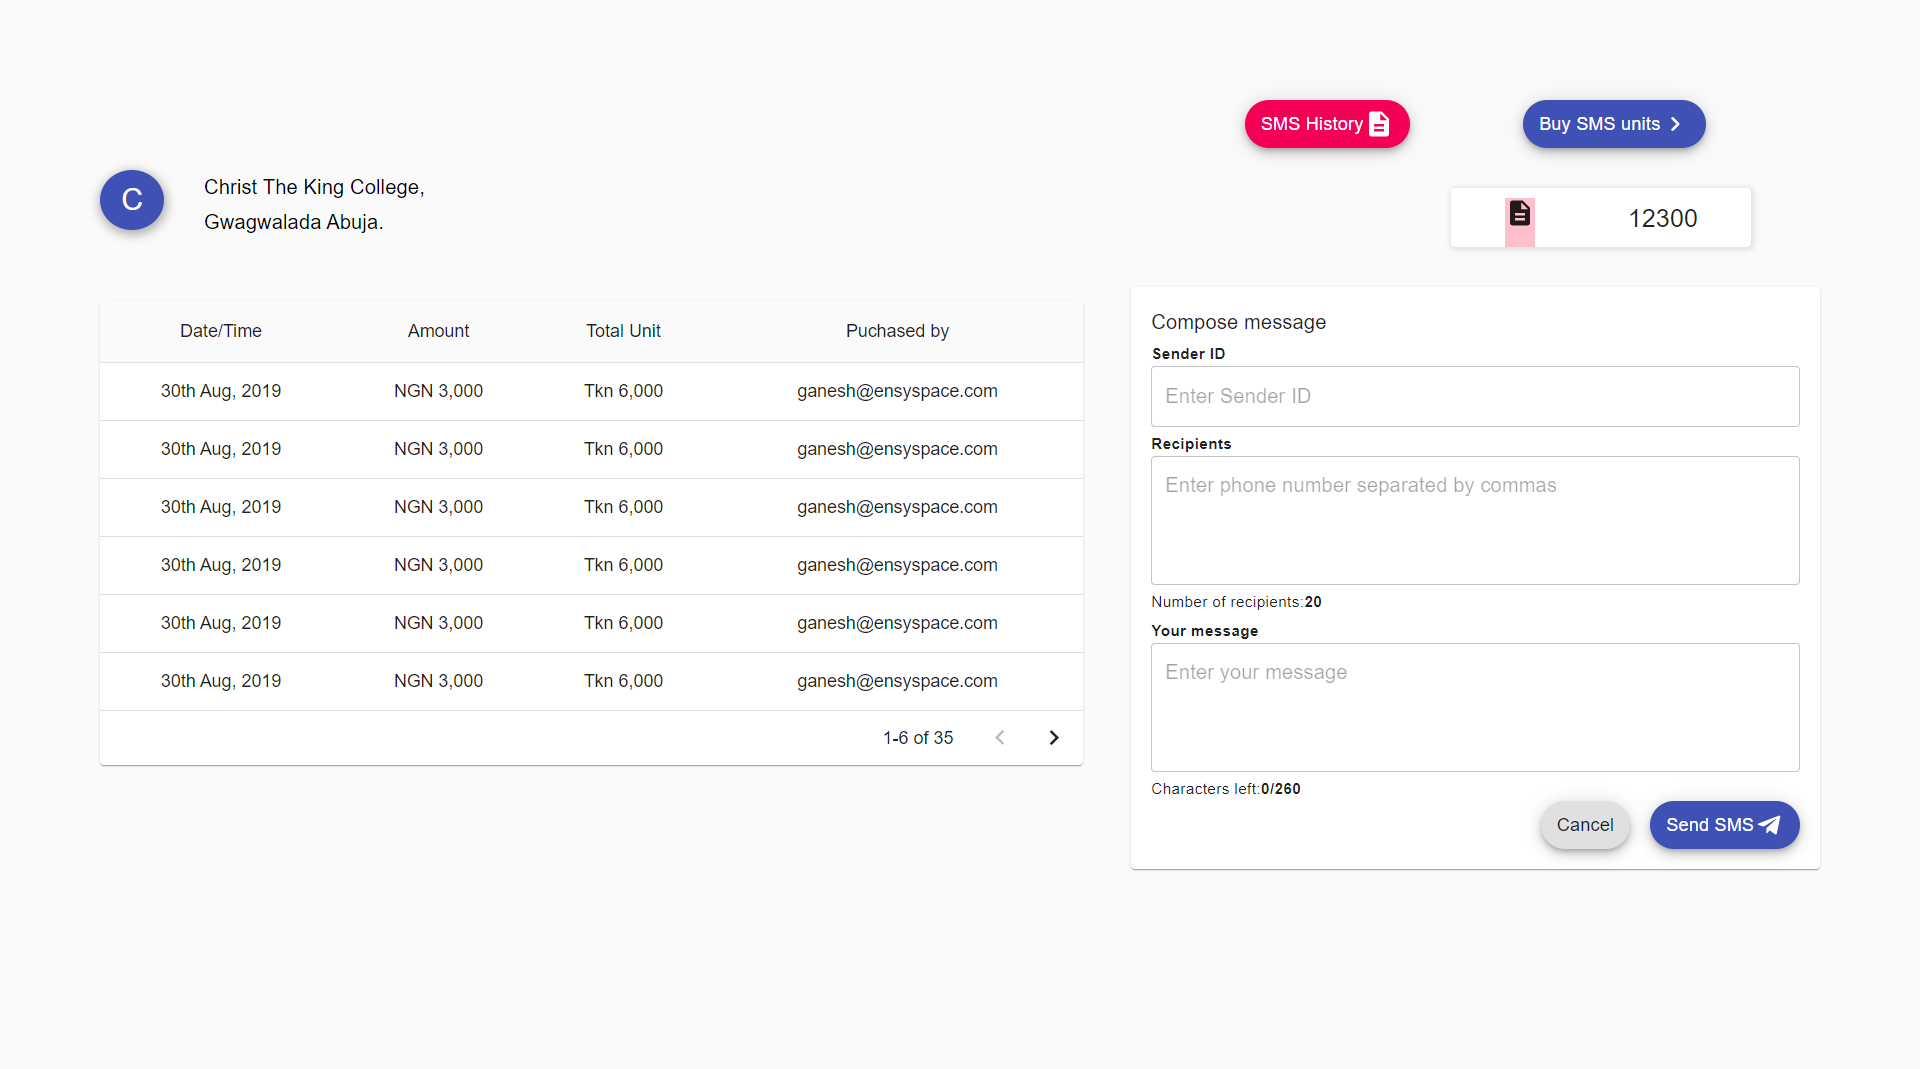 SMS History
Buy SMS units
C
Christ The King College,
Gwagwalada Abuja.
12300
Date/Time Amount Total Unit Puchased by
30th Aug, 2019 NGN 3,000 Tkn 6,000 ganesh@ensyspace.com
30th Aug, 2019 NGN 3,000 Tkn 6,000 ganesh@ensyspace.com
30th Aug, 2019 NGN 3,000 Tkn 6,000 ganesh@ensyspace.com
30th Aug, 2019 NGN 3,000 Tkn 6,000 ganesh@ensyspace.com
30th Aug, 2019 NGN 3,000 Tkn 6,000 ganesh@ensyspace.com
30th Aug, 2019 NGN 3,000 Tkn 6,000 ganesh@ensyspace.com
1-6 of 35
Compose message
Sender ID
Enter Sender ID
Recipients
Enter phone number separated by commas
Number of recipients:20
Your message
Enter your message
Characters left:0/260
Cancel
Send SMS